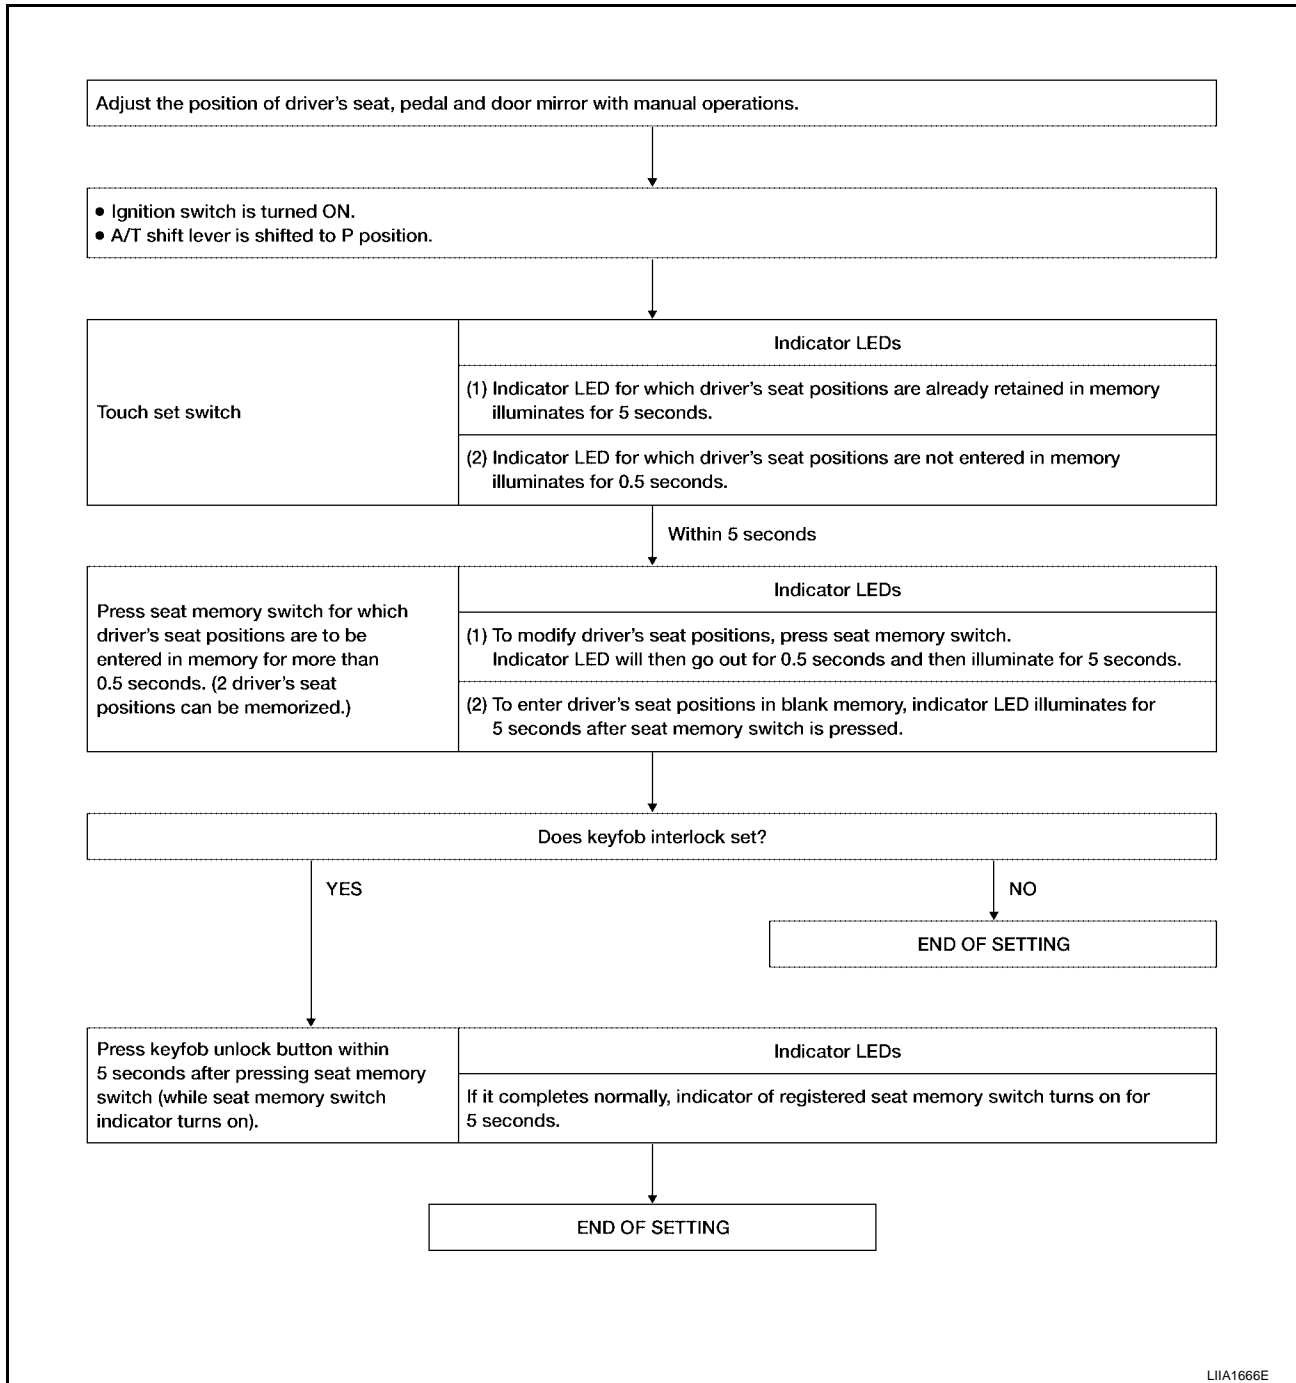 Adjust the position of driver's seat, pedal and door mirror with manual operations.
● Ignition switch is turned ON.
● A/T shift lever is shifted to P position.
Touch set switch
Indicator LEDs
(1) Indicator LED for which driver's seat positions are already retained in memory
illuminates for 5 seconds.
(2) Indicator LED for which driver's seat positions are not entered in memory
illuminates for 0.5 seconds.
Within 5 seconds
Press seat memory switch for which
driver's seat positions are to be
entered in memory for more than
0.5 seconds. (2 driver's seat
positions can be memorized.)
Indicator LEDs
(1) To modify driver's seat positions, press seat memory switch.
Indicator LED will then go out for 0.5 seconds and then illuminate for 5 seconds.
(2) To enter driver's seat positions in blank memory, indicator LED illuminates for
5 seconds after seat memory switch is pressed.
Does keyfob interlock set?
YES
NO
END OF SETTING
Press keyfob unlock button within
5 seconds after pressing seat memory
switch (while seat memory switch
indicator turns on).
Indicator LEDs
If it completes normally, indicator of registered seat memory switch turns on for
5 seconds.
END OF SETTING
LIIA1666E